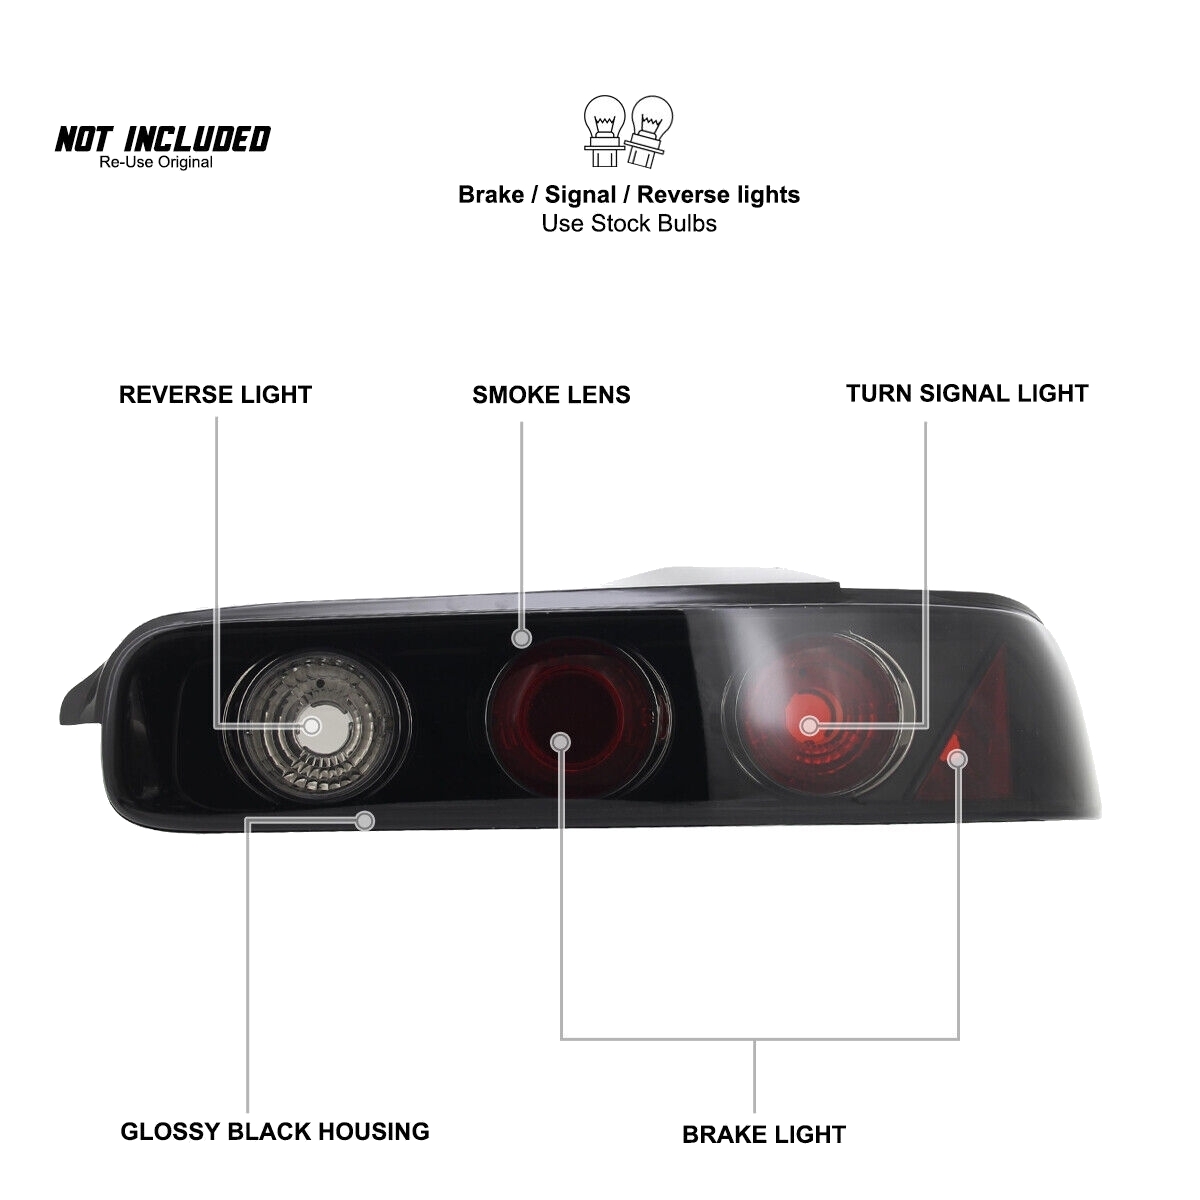 NOT INCLUDED
Re-Use Original
Brake / Signal / Reverse lights
Use Stock Bulbs
REVERSE LIGHT
SMOKE LENS
TURN SIGNAL LIGHT
GLOSSY BLACK HOUSING
BRAKE LIGHT